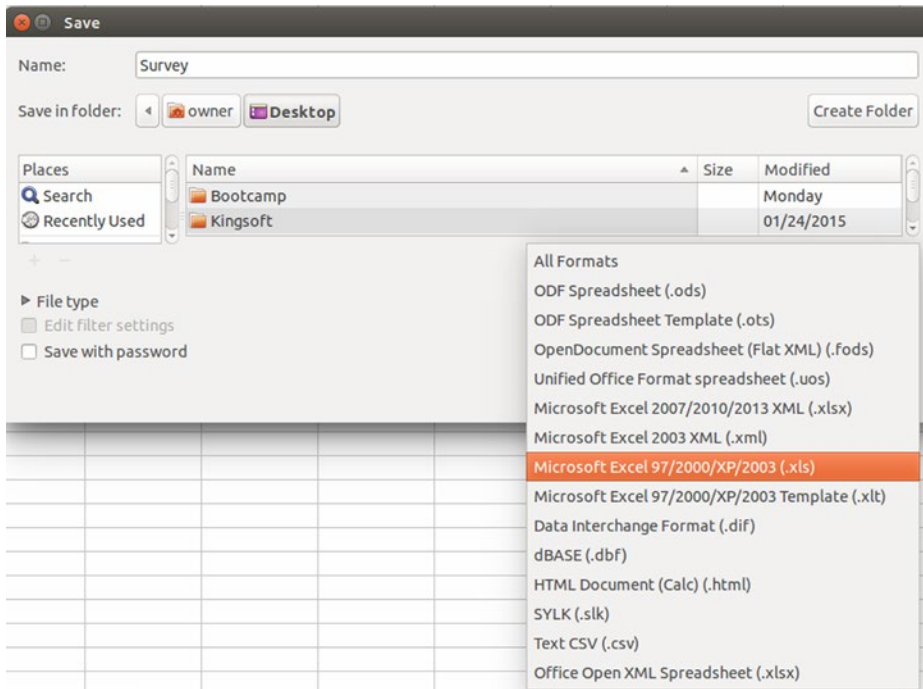 Save
Name: Survey
Save in folder: owner Desktop Create Folder
Places Name Size Modified
Search Bootcamp Monday
Recently Used Kingsoft 01/24/2015
All Formats
ODF Spreadsheet (.ods)
File type
ODF Spreadsheet Template (.ots)
Edit filter settings
OpenDocument Spreadsheet (Flat XML) (.fods)
Save with password
Unified Office Format spreadsheet (.uos)
Microsoft Excel 2007/2010/2013 XML (.xlsx)
Microsoft Excel 2003 XML (.xml)
Microsoft Excel 97/2000/XP/2003 (.xls)
Microsoft Excel 97/2000/XP/2003 Template (.xlt)
Data Interchange Format (.dif)
dBASE (.dbf)
HTML Document (Calc) (.html)
SYLK (.slk)
Text CSV (.csv)
Office Open XML Spreadsheet (.xlsx)